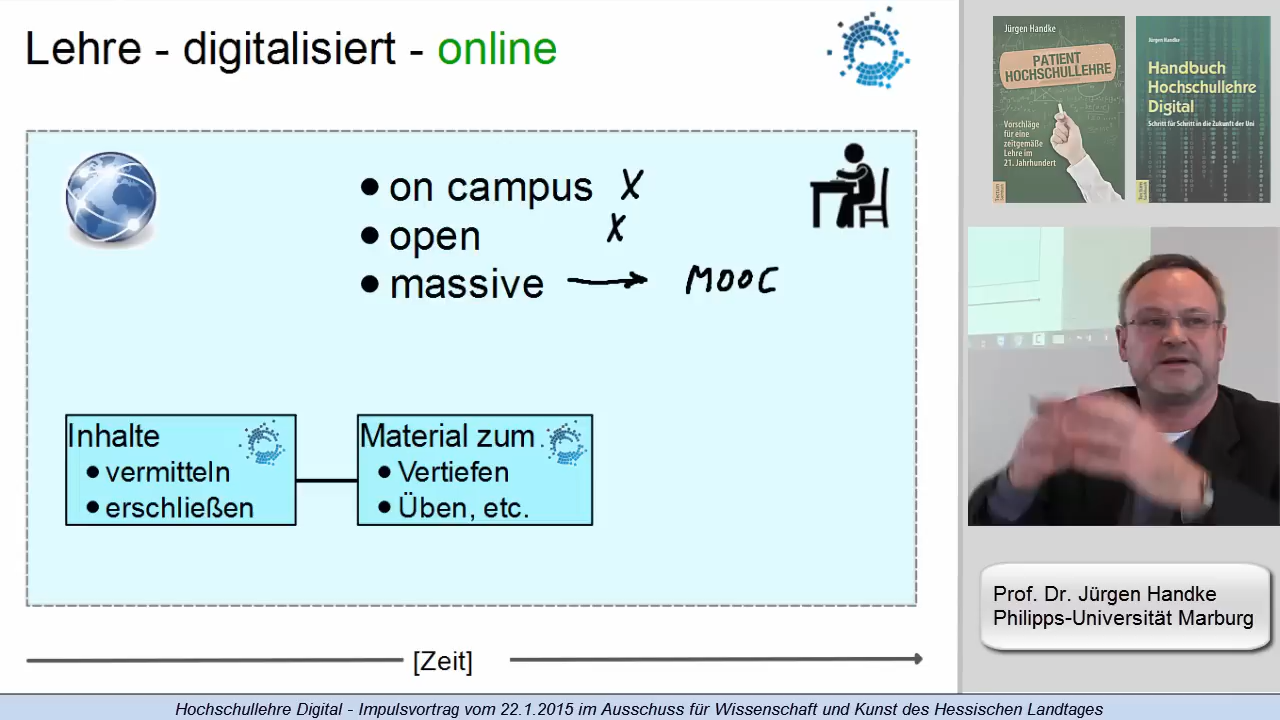 Lehre - digitalisiert - online
• on campus X
• open X
• massive → MOOC
Inhalte
• vermitteln
• erschließen
Material zum
• Vertiefen
• Üben, etc.
[Zeit]
Jürgen Handke
PATIENT
HOCHSCHULLEHRE
Vorschläge
für eine
zeitgemäße
Lehre im
21. Jahrhundert
Tectum
Jürgen Handke
Handbuch
Hochschullehre
Digital
Schritt für Schritt in die Zukunft der Uni
Tectum
Prof. Dr. Jürgen Handke
Philipps-Universität Marburg
Hochschullehre Digital - Impulsvortrag vom 22.1.2015 im Ausschuss für Wissenschaft und Kunst des Hessischen Landtages